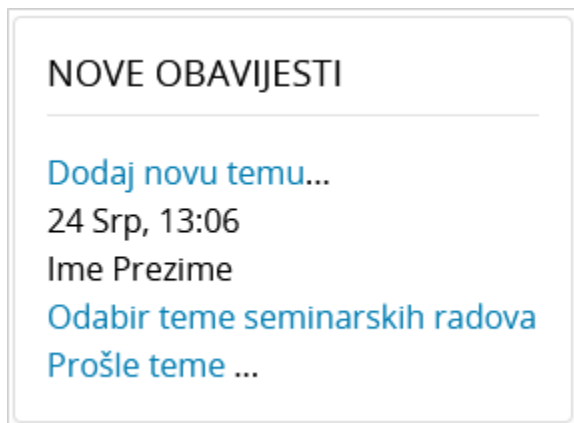 NOVE OBAVIJESTI
Dodaj novu temu...
24 Srp, 13:06
Ime Prezime
Odabir teme seminarskih radova
Prošle teme ...